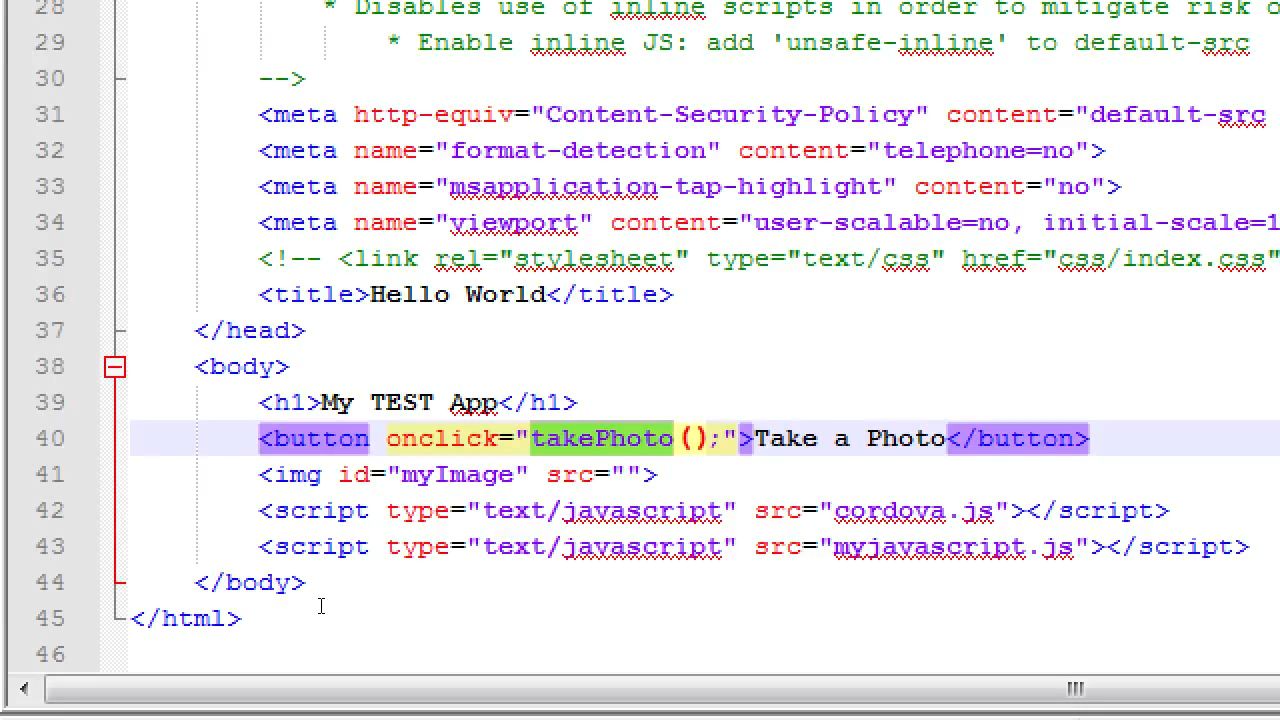 28 * Disables use of inline scripts in order to mitigate risk o
29 * Enable inline JS: add 'unsafe-inline' to default-src
30 -->
31 <meta http-equiv="Content-Security-Policy" content="default-src
32 <meta name="format-detection" content="telephone=no">
33 <meta name="msapplication-tap-highlight" content="no">
34 <meta name="viewport" content="user-scalable=no, initial-scale=1
35 <!-- <link rel="stylesheet" type="text/css" href="css/index.css"
36 <title>Hello World</title>
37 </head>
38 <body>
39 <h1>My TEST App</h1>
40 <button onclick="takePhoto();">Take a Photo</button>
41 <img id="myImage" src="">
42 <script type="text/javascript" src="cordova.js"></script>
43 <script type="text/javascript" src="myjavascript.js"></script>
44 </body>
45 </html>
46